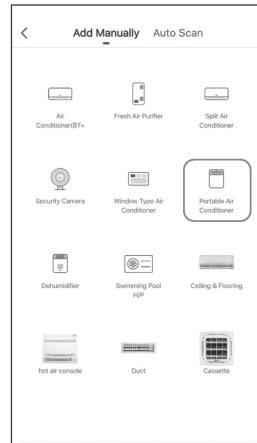 Add Manually Auto Scan
Air Fresh Air Purifier Split Air
Conditioner(BT+ Conditioner
Security Camera Window Type Air Portable Air
Conditioner Conditioner
Dehumidifier Swimming Pool Ceiling & Flooring
H/P
hot air console Duct Cassette